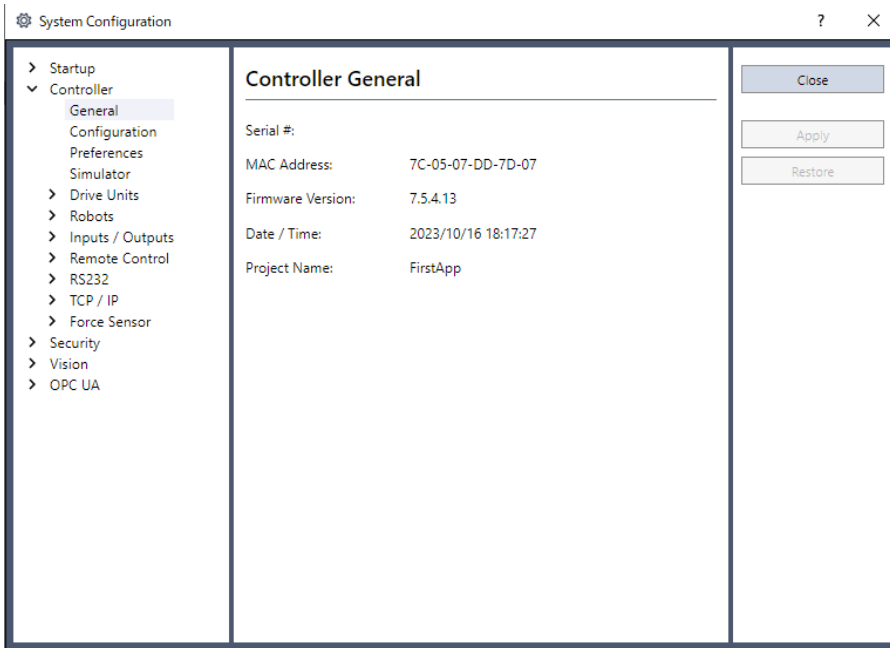 System Configuration
?
Startup
Controller
General
Configuration
Preferences
Simulator
Drive Units
Robots
Inputs / Outputs
Remote Control
RS232
TCP / IP
Force Sensor
Security
Vision
OPC UA
Controller General
Serial #:
MAC Address: 7C-05-07-DD-7D-07
Firmware Version: 7.5.4.13
Date / Time: 2023/10/16 18:17:27
Project Name: FirstApp
Close
Apply
Restore